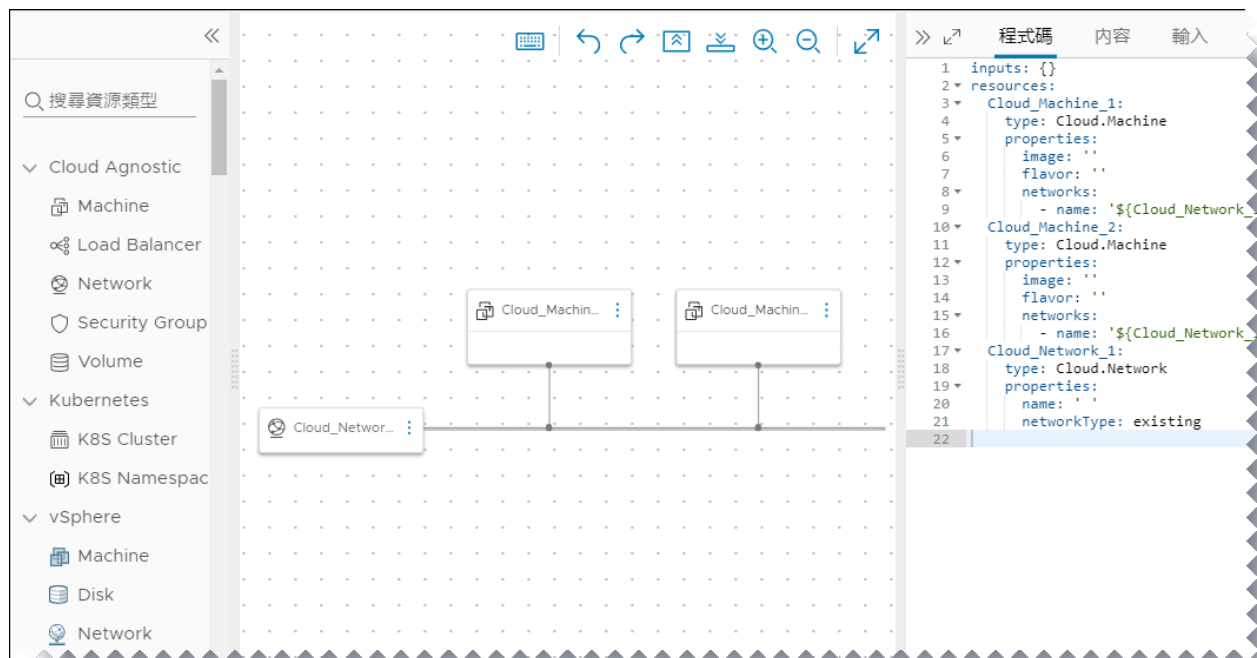 搜尋資源類型
Cloud Agnostic
Machine
Load Balancer
Network
Security Group
Volume
Kubernetes
K8S Cluster
K8S Namespac
vSphere
Machine
Disk
Network
Cloud_Machin...
Cloud_Machin...
Cloud_Networ...
程式碼 內容 輸入
1 inputs: {}
2 resources:
3 Cloud_Machine_1:
4 type: Cloud.Machine
5 properties:
6 image: ''
7 flavor: ''
8 networks:
9 - name: '${Cloud_Network_
10 Cloud_Machine_2:
11 type: Cloud.Machine
12 properties:
13 image: ''
14 flavor: ''
15 networks:
16 - name: '${Cloud_Network_
17 Cloud_Network_1:
18 type: Cloud.Network
19 properties:
20 name: ' '
21 networkType: existing
22